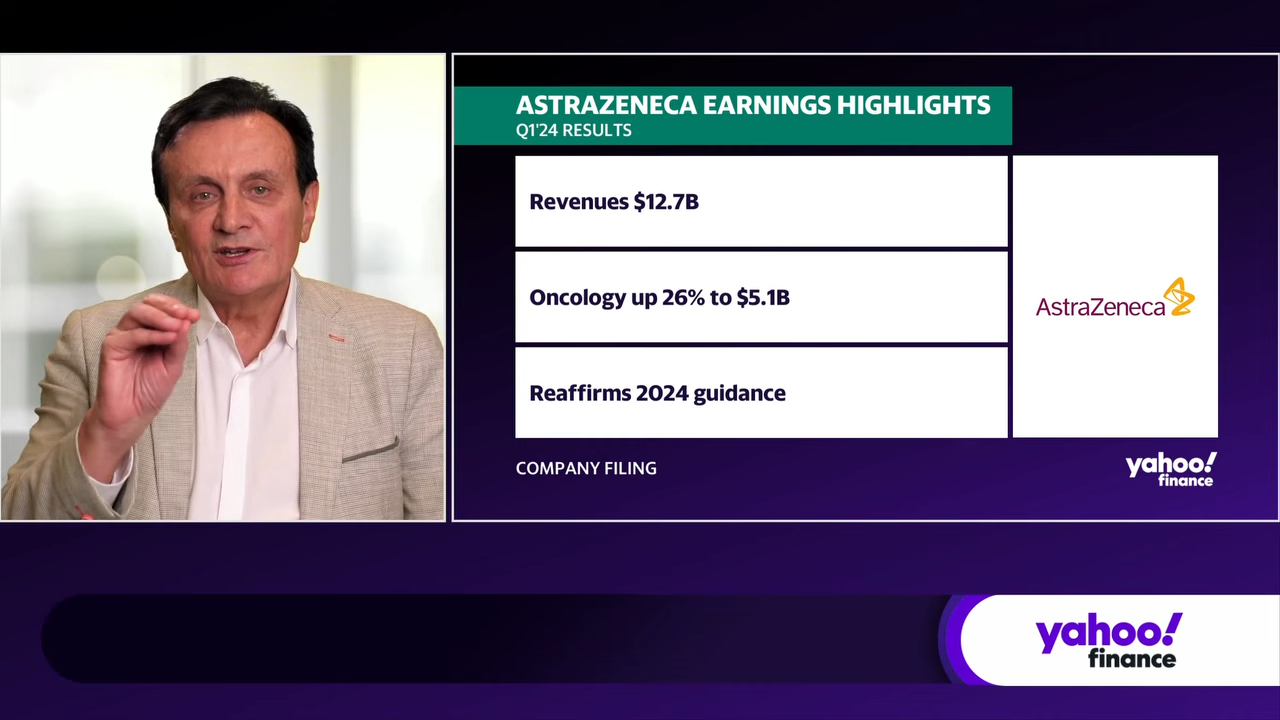 ASTRAZENECA EARNINGS HIGHLIGHTS
Q1'24 RESULTS
Revenues $12.7B
Oncology up 26% to $5.1B
Reaffirms 2024 guidance
AstraZeneca
COMPANY FILING
yahoo!
finance
yahoo!
finance